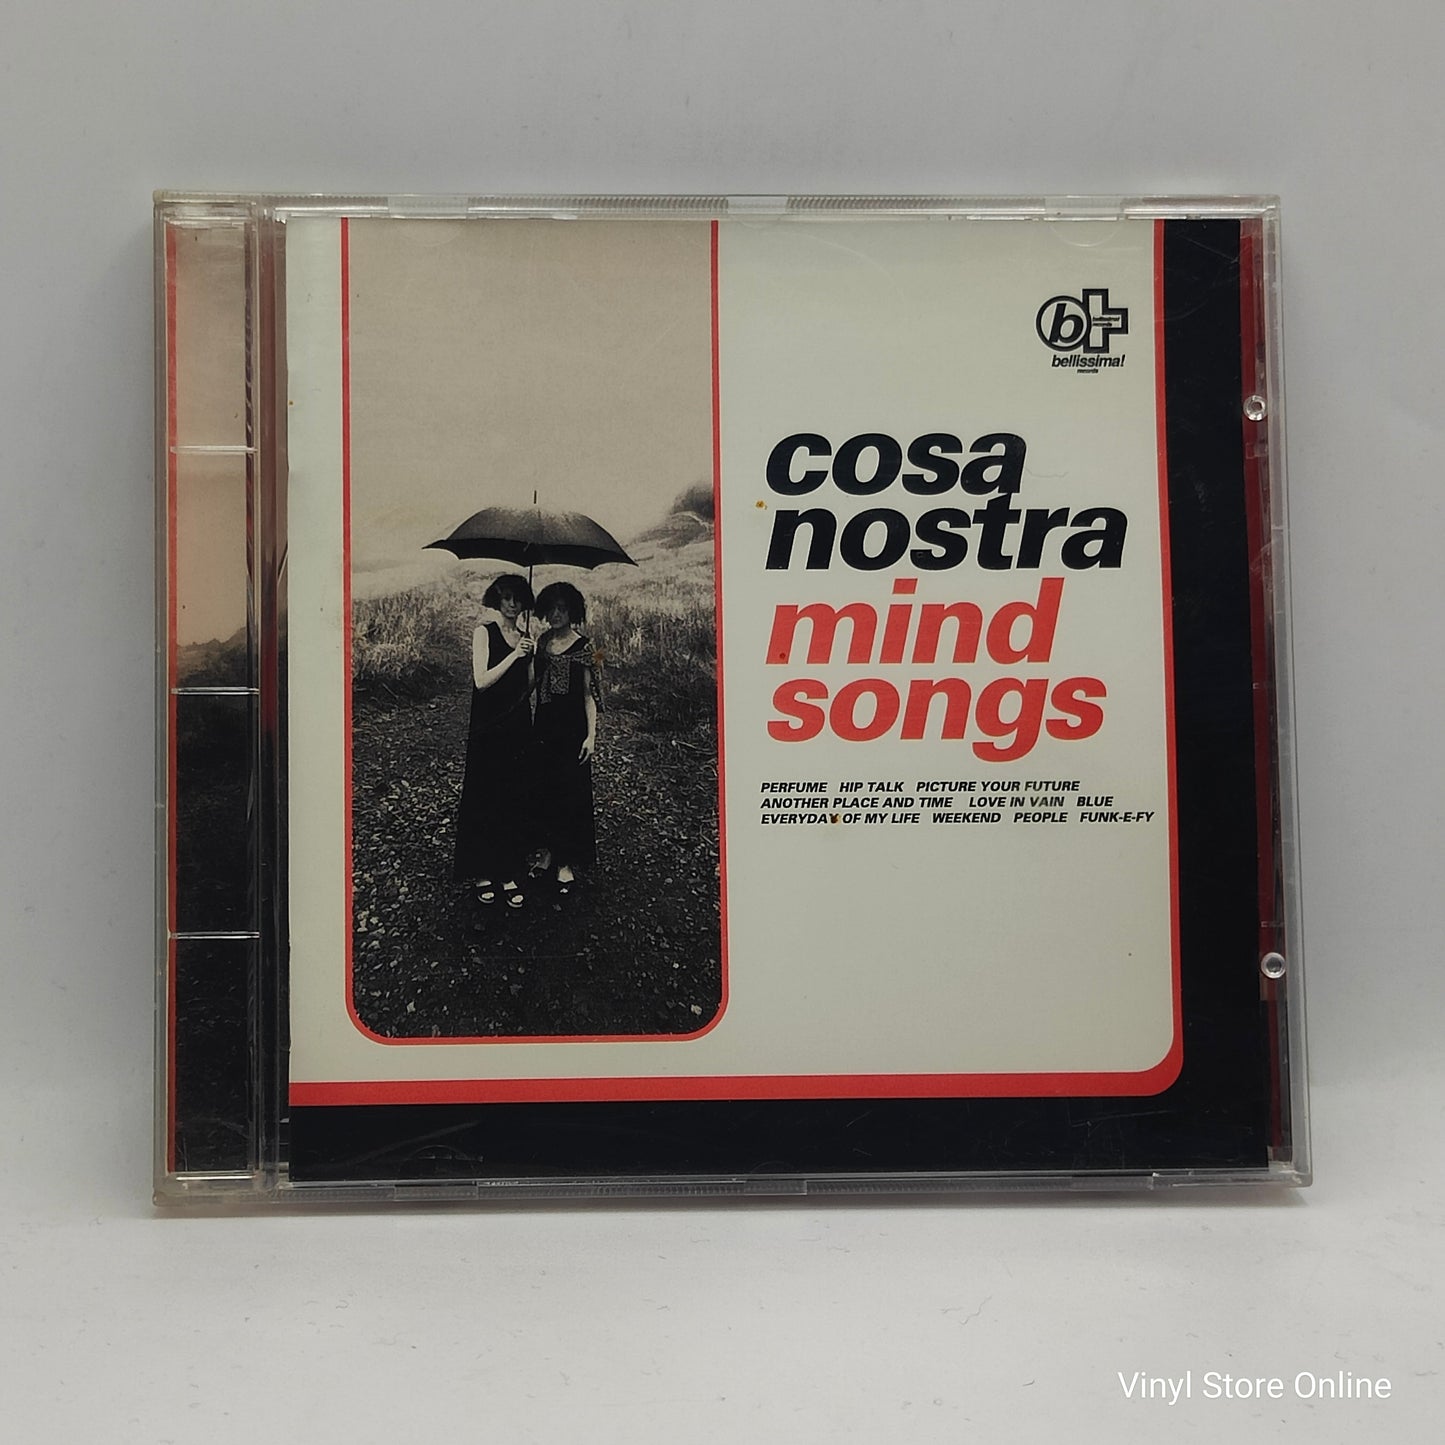 b
bellissima!
records
cosa
nostra
mind
songs
PERFUME HIP TALK PICTURE YOUR FUTURE
ANOTHER PLACE AND TIME LOVE IN VAIN BLUE
EVERYDAY OF MY LIFE WEEKEND PEOPLE FUNK-E-FY
Vinyl Store Online